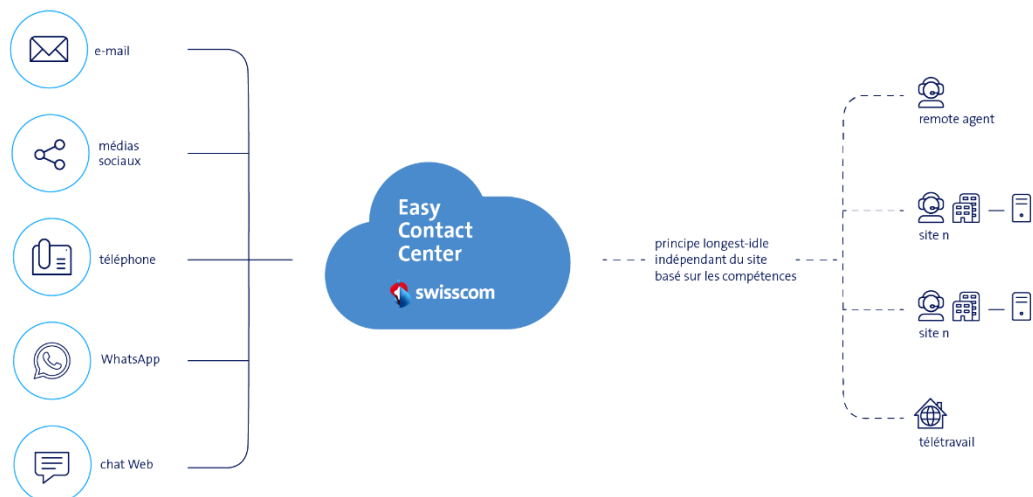 e-mail
médias
sociaux
téléphone
WhatsApp
chat Web
Easy
Contact
Center
swisscom
principe longest-idle
indépendant du site
basé sur les compétences
remote agent
site n
site n
télétravail